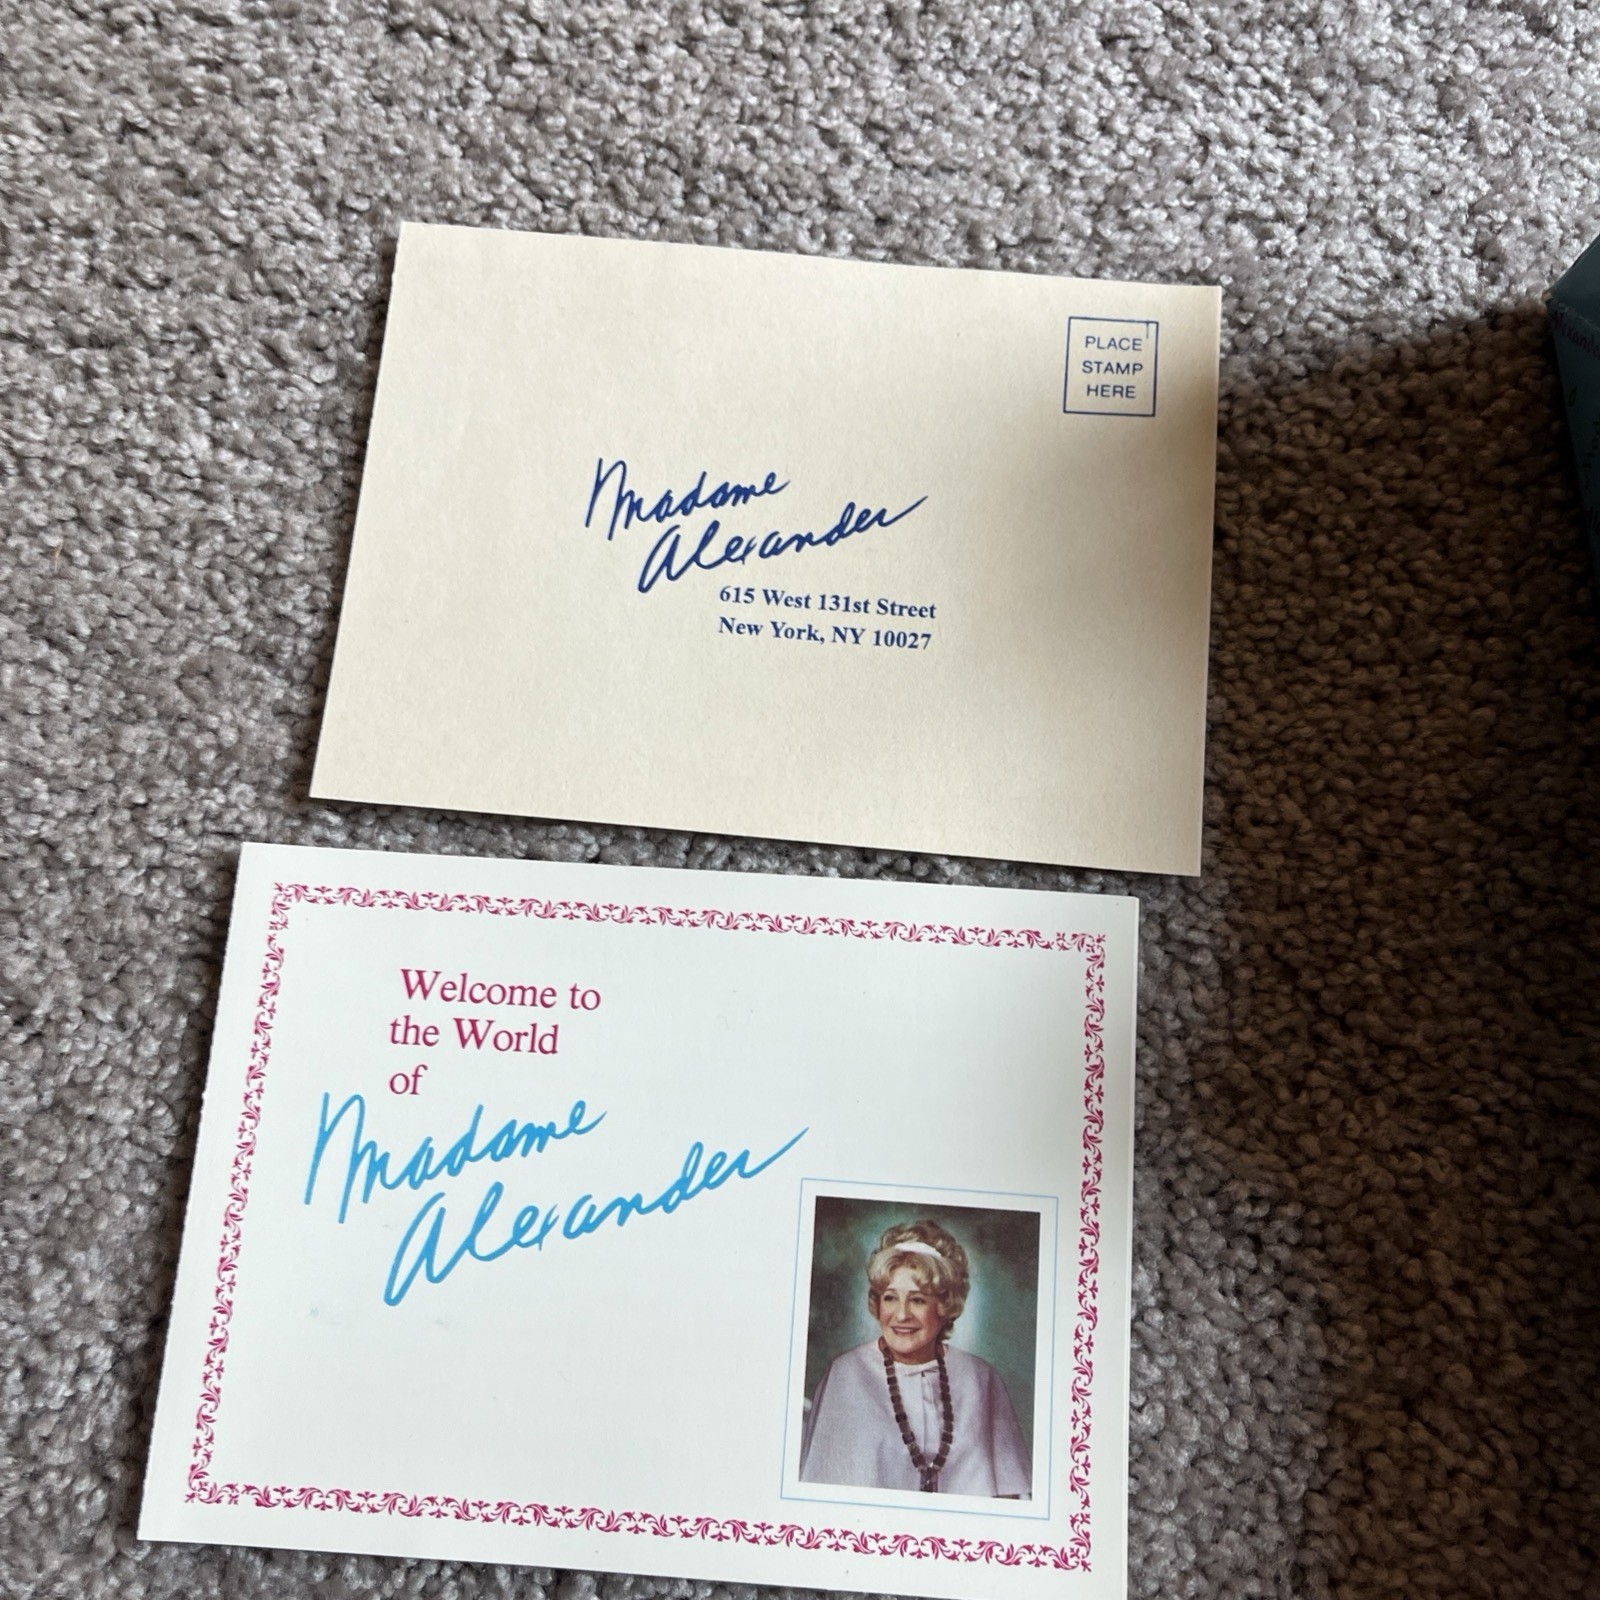 PLACE
STAMP
HERE
Madame
Alexander
615 West 131st Street
New York, NY 10027
Welcome to
the World
of
Madame
Alexander